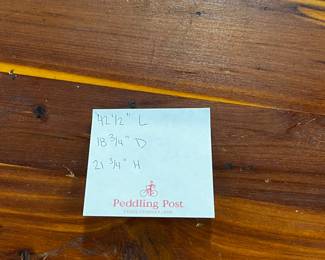 42 1/2" L
18 3/4" D
21 3/4" H
Peddling Post